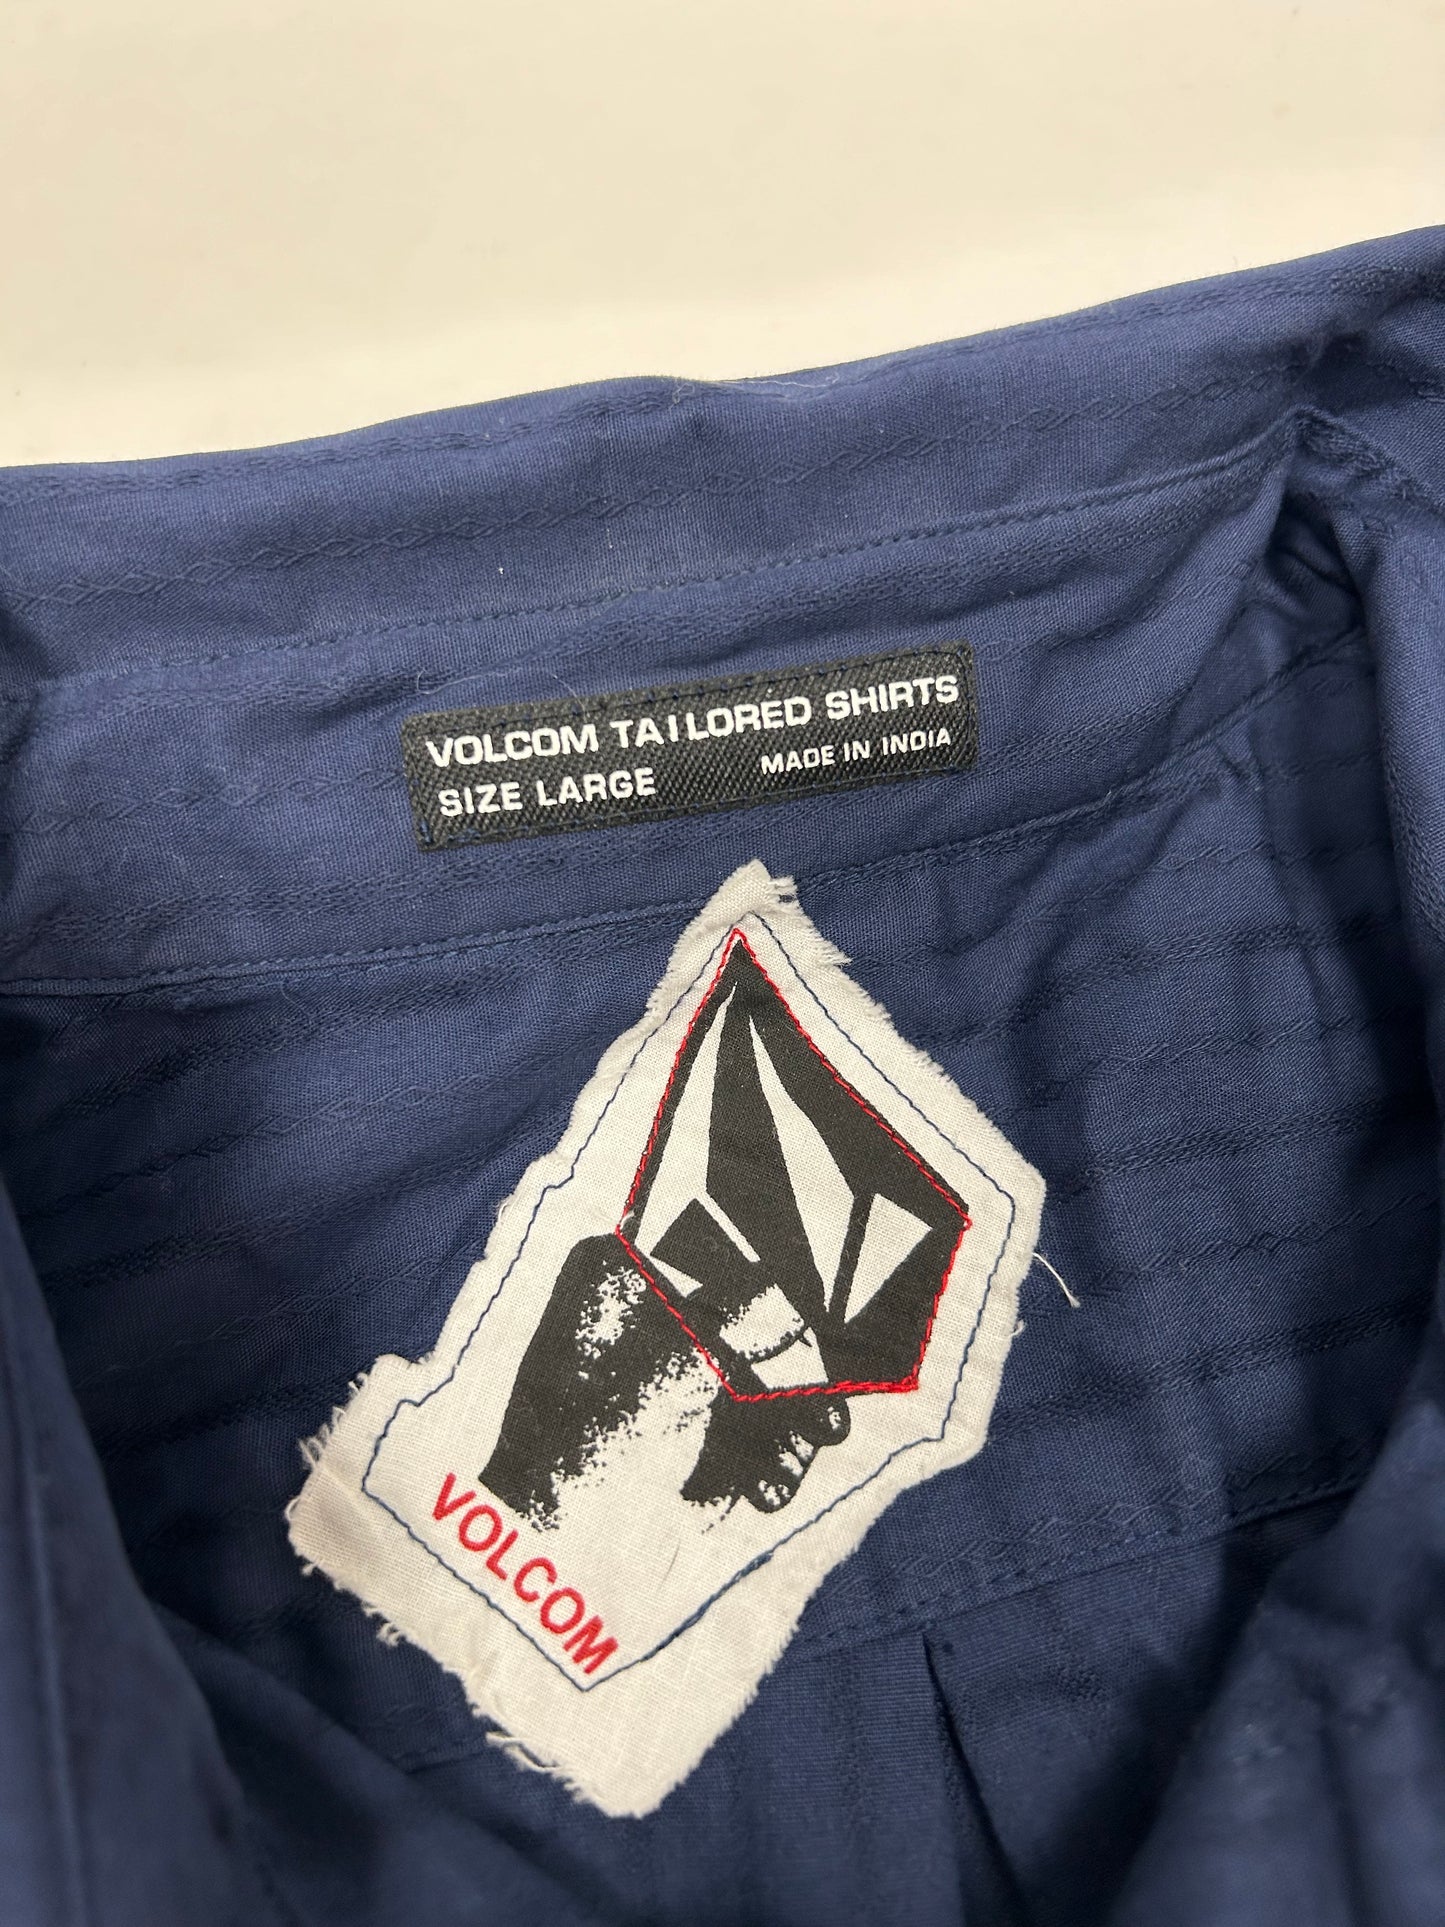 VOLCOM TAILORED SHIRTS
SIZE LARGE MADE IN INDIA
VOLCOM